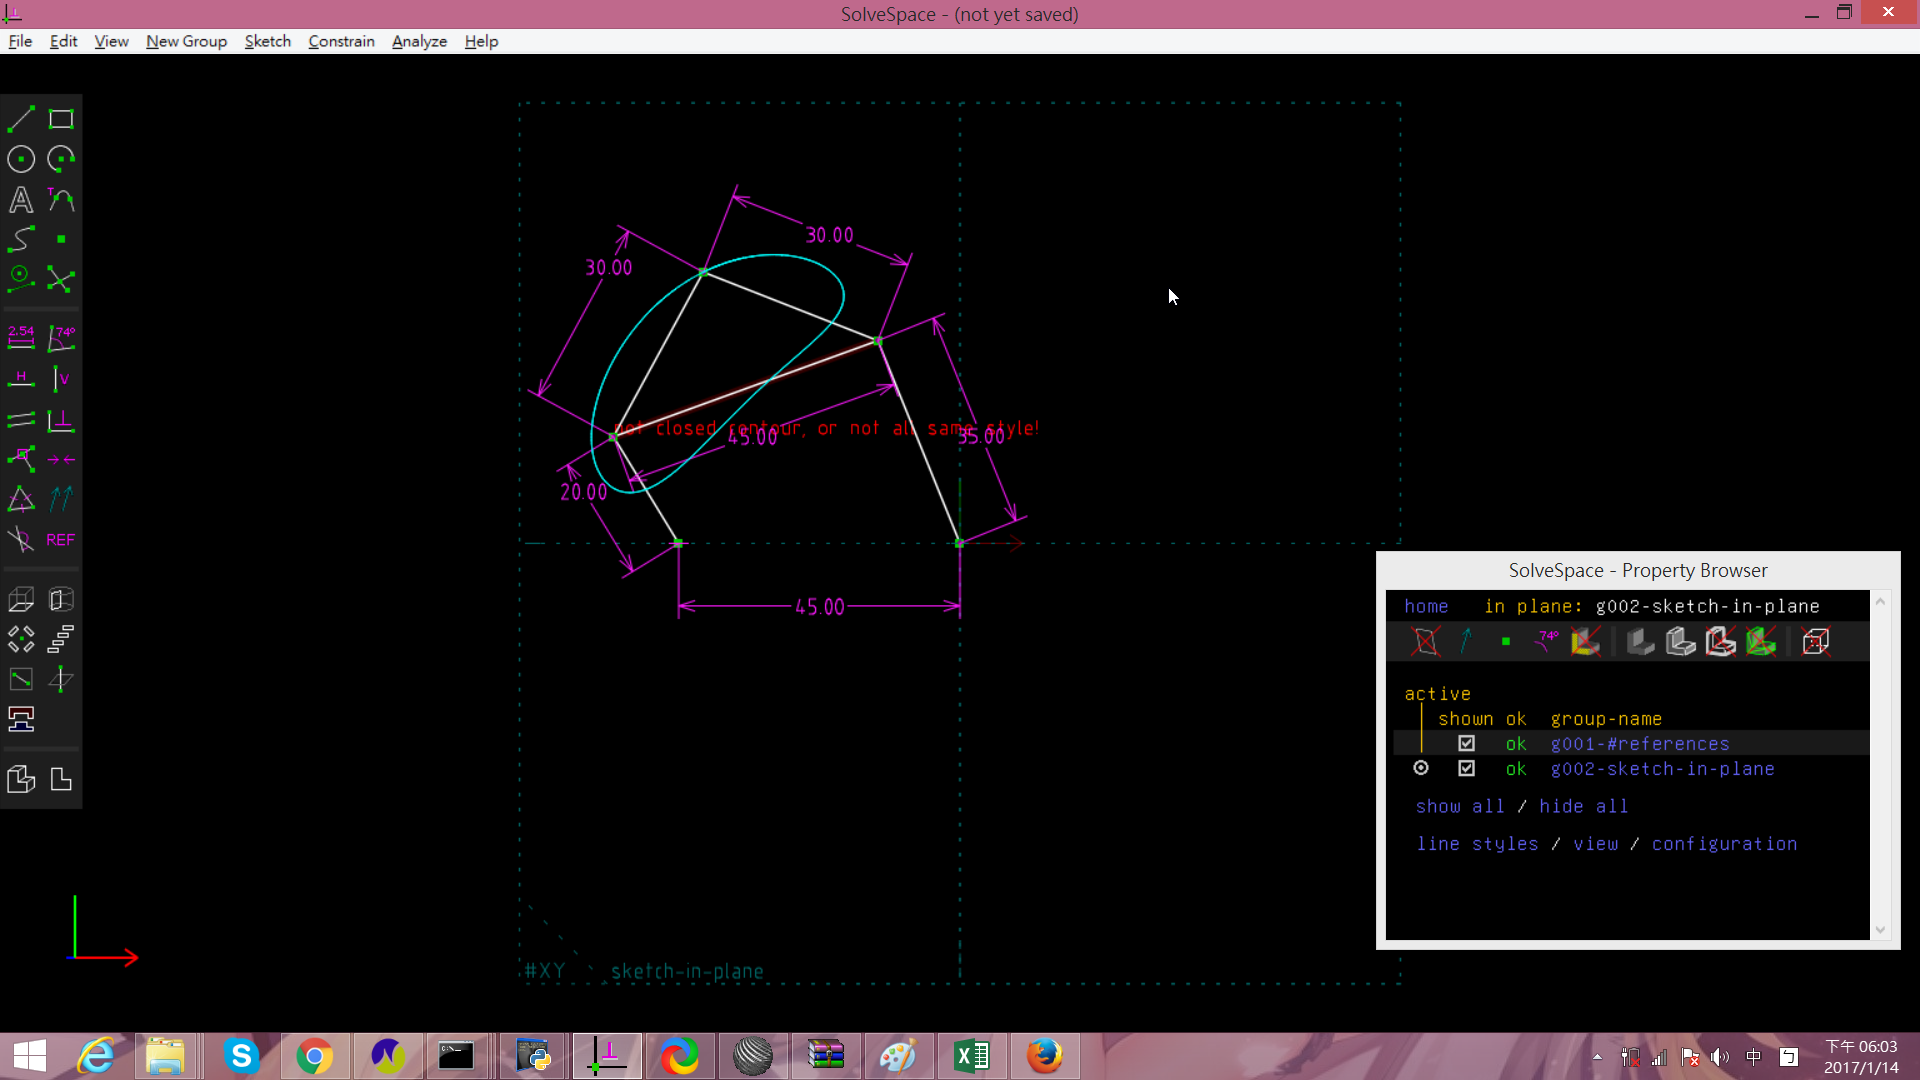 SolveSpace - (not yet saved)
File Edit View New Group Sketch Constrain Analyze Help
30.00
30.00
not closed contour, or not all same style!
45.00
35.00
20.00
45.00
#XY
sketch-in-plane
2.54
74°
H
V
REF
A
T
SolveSpace - Property Browser
home in plane: g002-sketch-in-plane
74°
active
shown ok group-name
ok g001-#references
ok g002-sketch-in-plane
show all / hide all
line styles / view / configuration
中
下午 06:03
2017/1/14